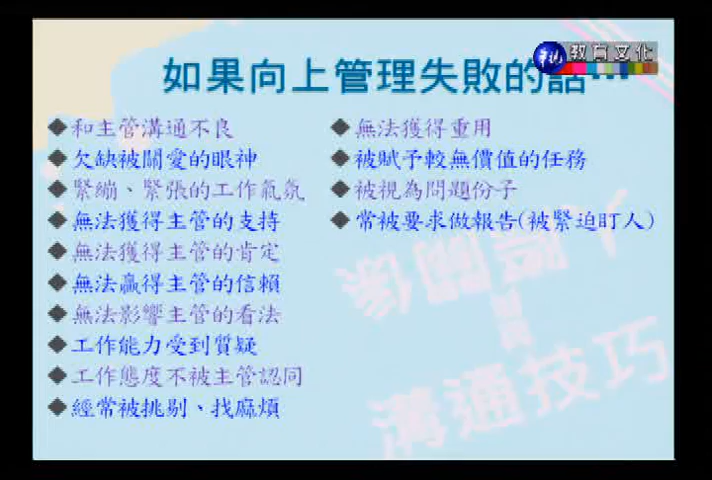 如果向上管理失敗的話…
教育文化
◆和主管溝通不良
◆欠缺被關愛的眼神
◆緊繃、緊張的工作氣氛
◆無法獲得主管的支持
◆無法獲得主管的肯定
◆無法贏得主管的信賴
◆無法影響主管的看法
◆工作能力受到質疑
◆工作態度不被主管認同
◆經常被挑剔、找麻煩
◆無法獲得重用
◆被賦予較無價值的任務
◆被視為問題份子
◆常被要求做報告(被緊迫盯人)
溝通技巧